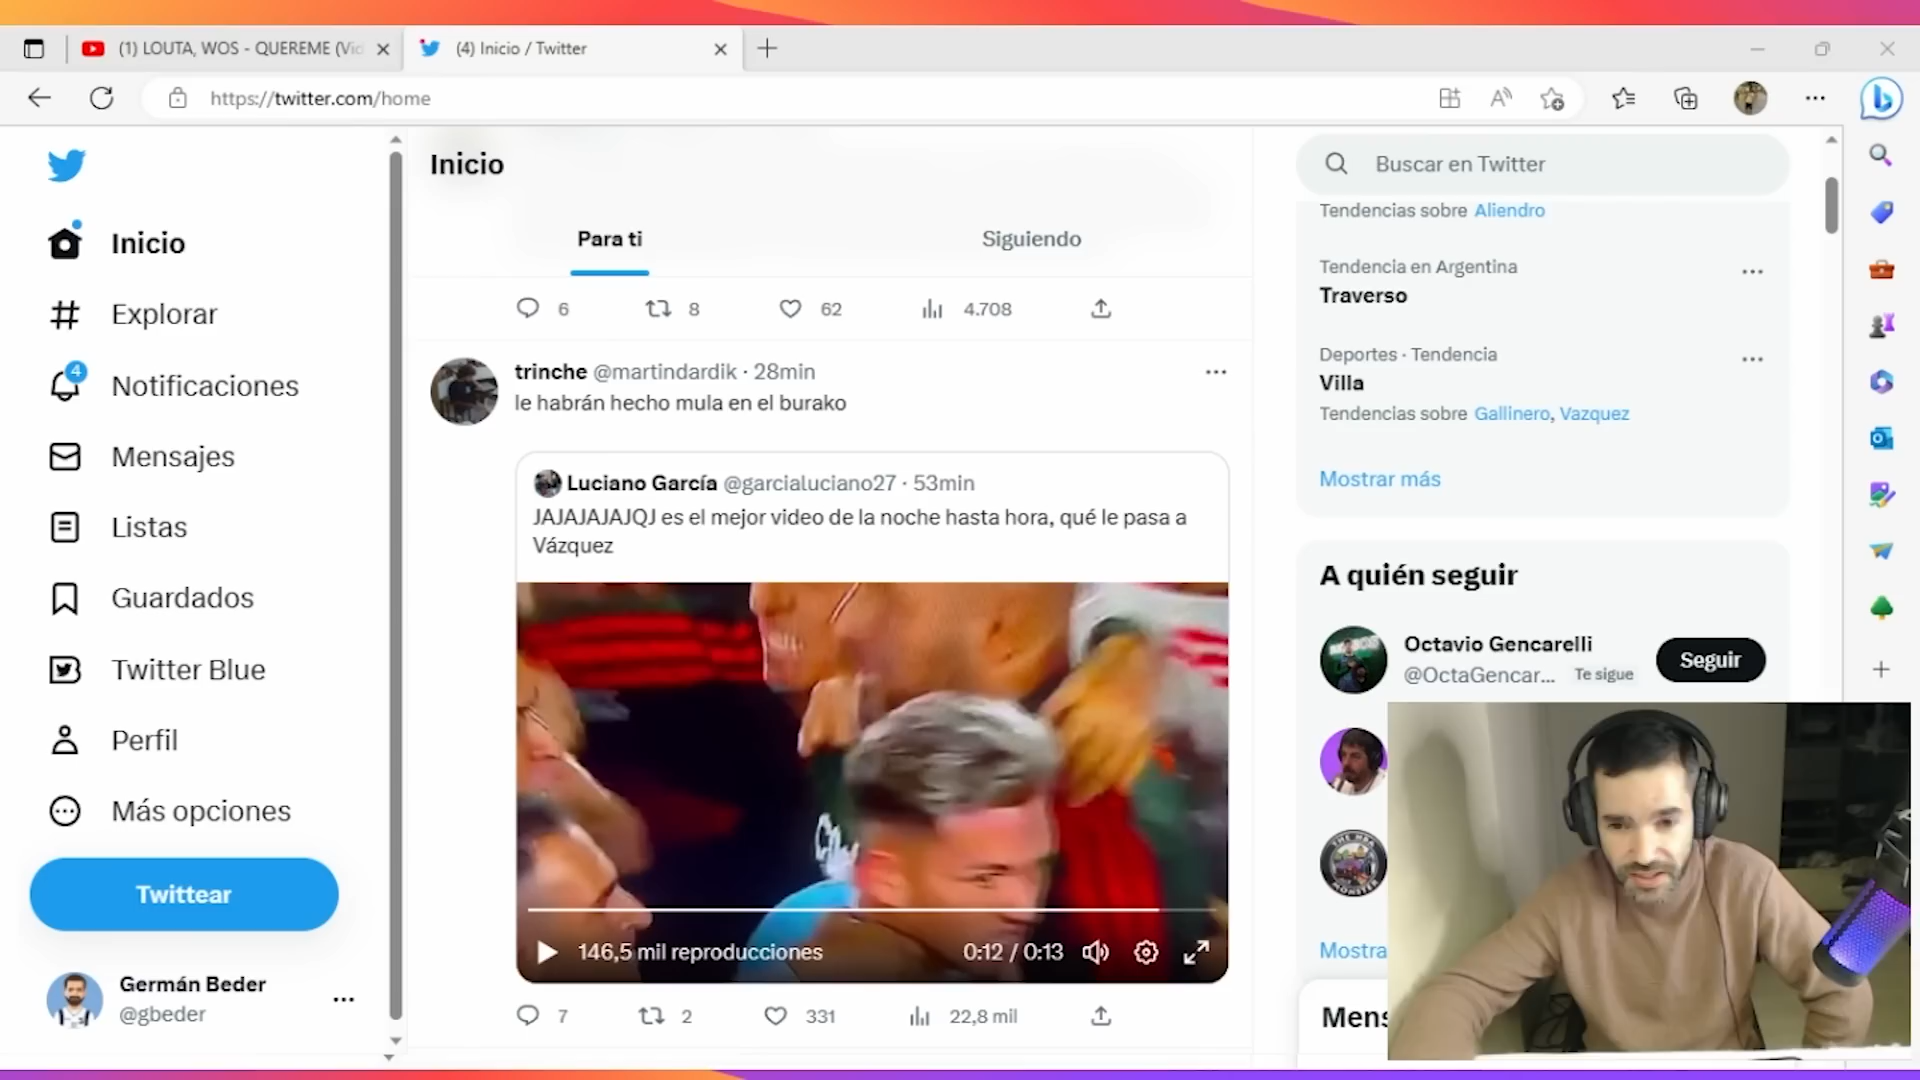 (1) LOUTA, WOS - QUEREME (Vid
(4) Inicio / Twitter
https://twitter.com/home
Inicio
Explorar
4
Notificaciones
Mensajes
Listas
Guardados
Twitter Blue
Perfil
Más opciones
Twittear
Germán Beder
@gbeder
Inicio
Para ti
Siguiendo
6 8 62 4.708
trinche @martindardik · 28min
le habrán hecho mula en el burako
Luciano García @garcialuciano27 · 53min
JAJAJAJAJQJ es el mejor video de la noche hasta hora, qué le pasa a
Vázquez
146,5 mil reproducciones 0:12 / 0:13
7 2 331 22,8 mil
Buscar en Twitter
Tendencias sobre Aliendro
Tendencia en Argentina
Traverso
Deportes · Tendencia
Villa
Tendencias sobre Gallinero, Vazquez
Mostrar más
A quién seguir
Octavio Gencarelli
@OctaGencar... Te sigue
Seguir
Mostra
Mens